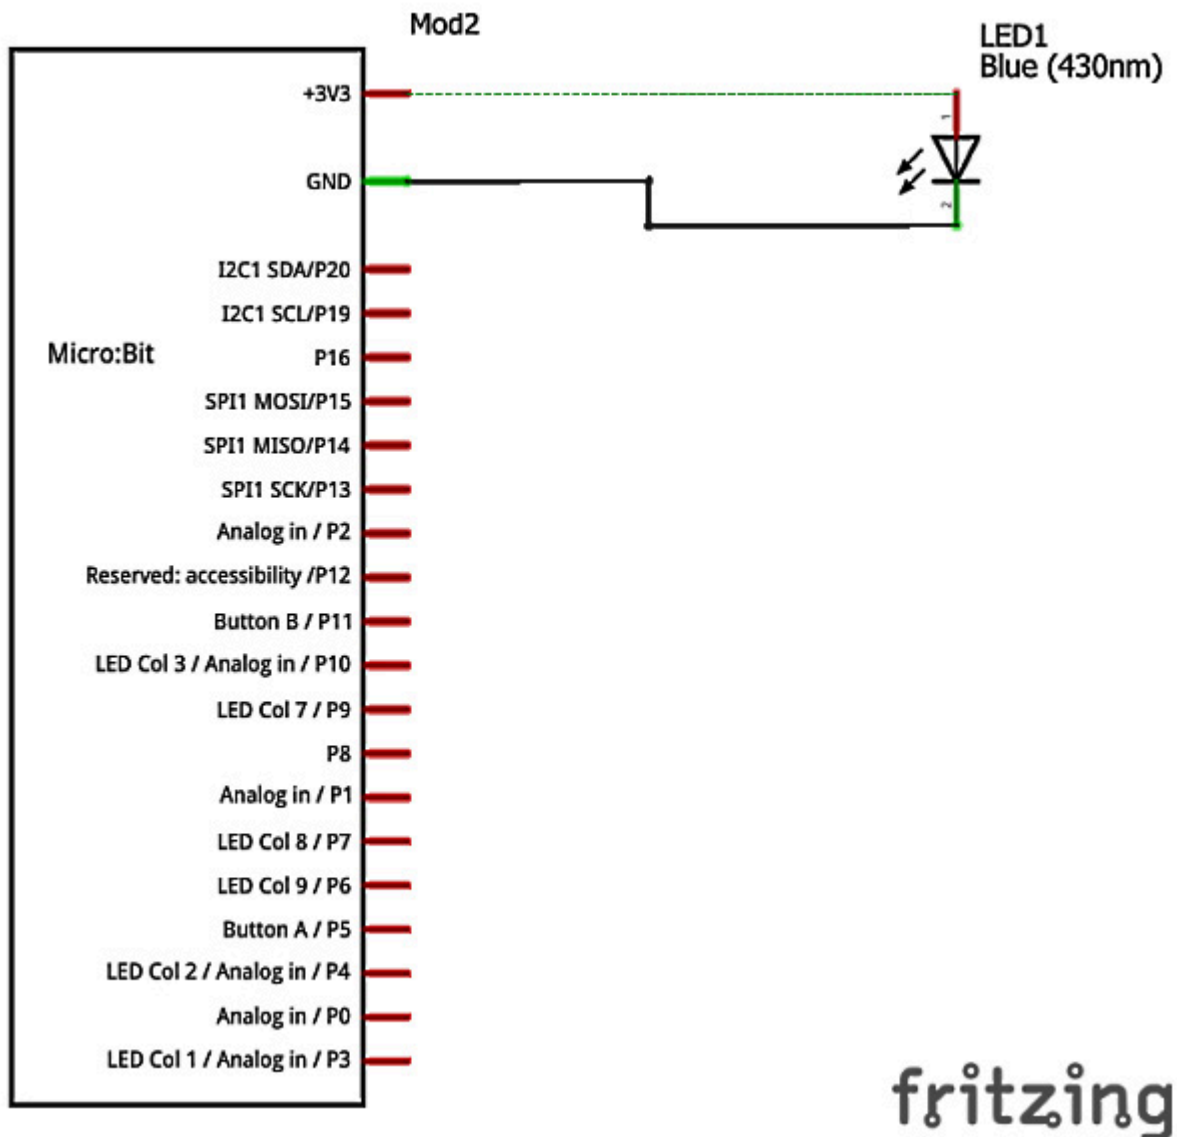 Mod2
LED1
Blue (430nm)
+3V3
1
GND
2
I2C1 SDA/P20
I2C1 SCL/P19
Micro:Bit
P16
SPI1 MOSI/P15
SPI1 MISO/P14
SPI1 SCK/P13
Analog in / P2
Reserved: accessibility /P12
Button B / P11
LED Col 3 / Analog in / P10
LED Col 7 / P9
P8
Analog in / P1
LED Col 8 / P7
LED Col 9 / P6
Button A / P5
LED Col 2 / Analog in / P4
Analog in / P0
LED Col 1 / Analog in / P3
fritzing